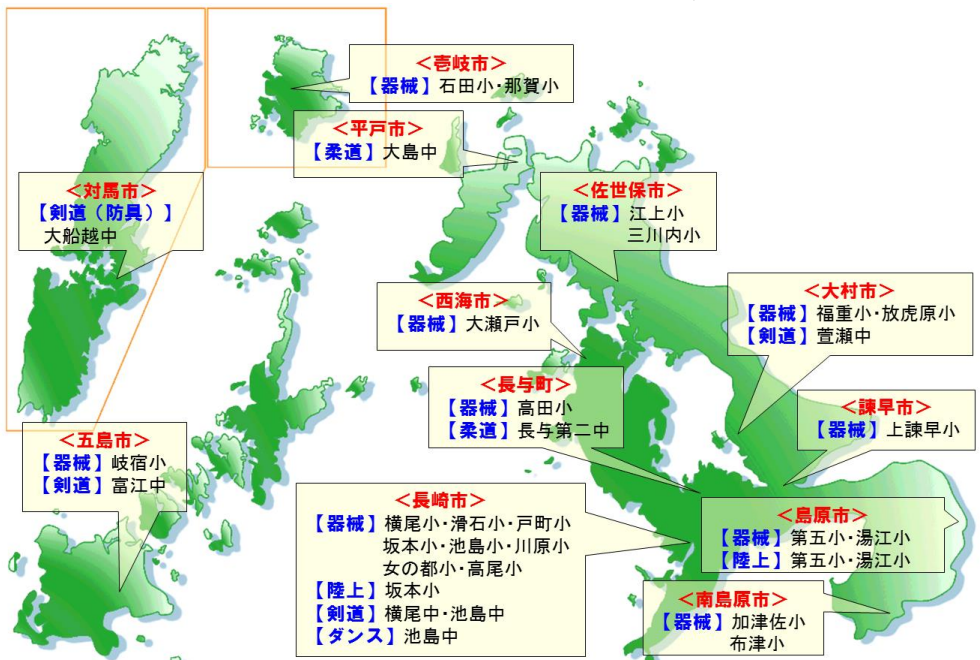 <壱岐市>
【器械】石田小・那賀小
<平戸市>
【柔道】大島中
<対馬市>
【剣道（防具）】
大船越中
<佐世保市>
【器械】江上小
三川内小
<西海市>
【器械】大瀬戸小
<大村市>
【器械】福重小・放虎原小
【剣道】萱瀬中
<長与町>
【器械】高田小
【柔道】長与第二中
<諫早市>
【器械】上諫早小
<五島市>
【器械】岐宿小
【剣道】富江中
<長崎市>
【器械】横尾小・滑石小・戸町小
坂本小・池島小・川原小
女の都小・高尾小
【陸上】坂本小
【剣道】横尾中・池島中
【ダンス】池島中
<島原市>
【器械】第五小・湯江小
【陸上】第五小・湯江小
<南島原市>
【器械】加津佐小
布津小